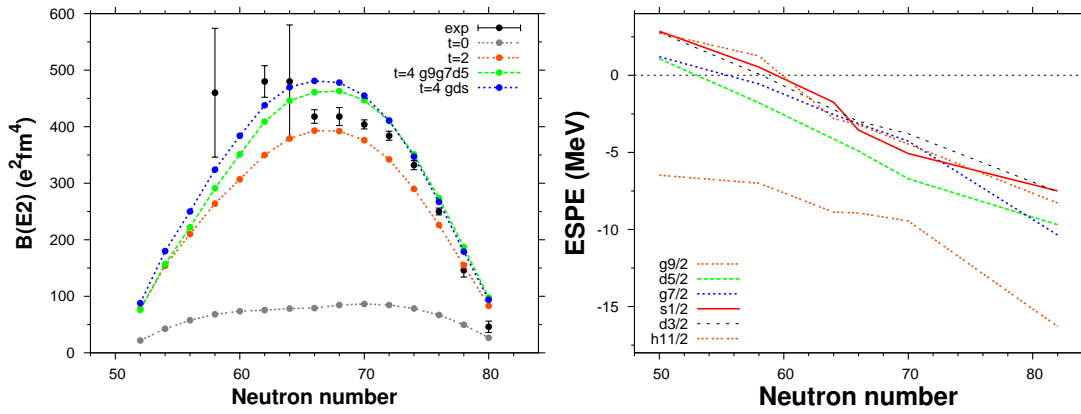 600
500
400
300
200
100
0
50
60
70
80
B(E2) (e²fm⁴)
Neutron number
exp
t=0
t=2
t=4 g9g7d5
t=4 gds
0
-5
-10
-15
50
60
70
80
ESPE (MeV)
Neutron number
g9/2
d5/2
g7/2
s1/2
d3/2
h11/2